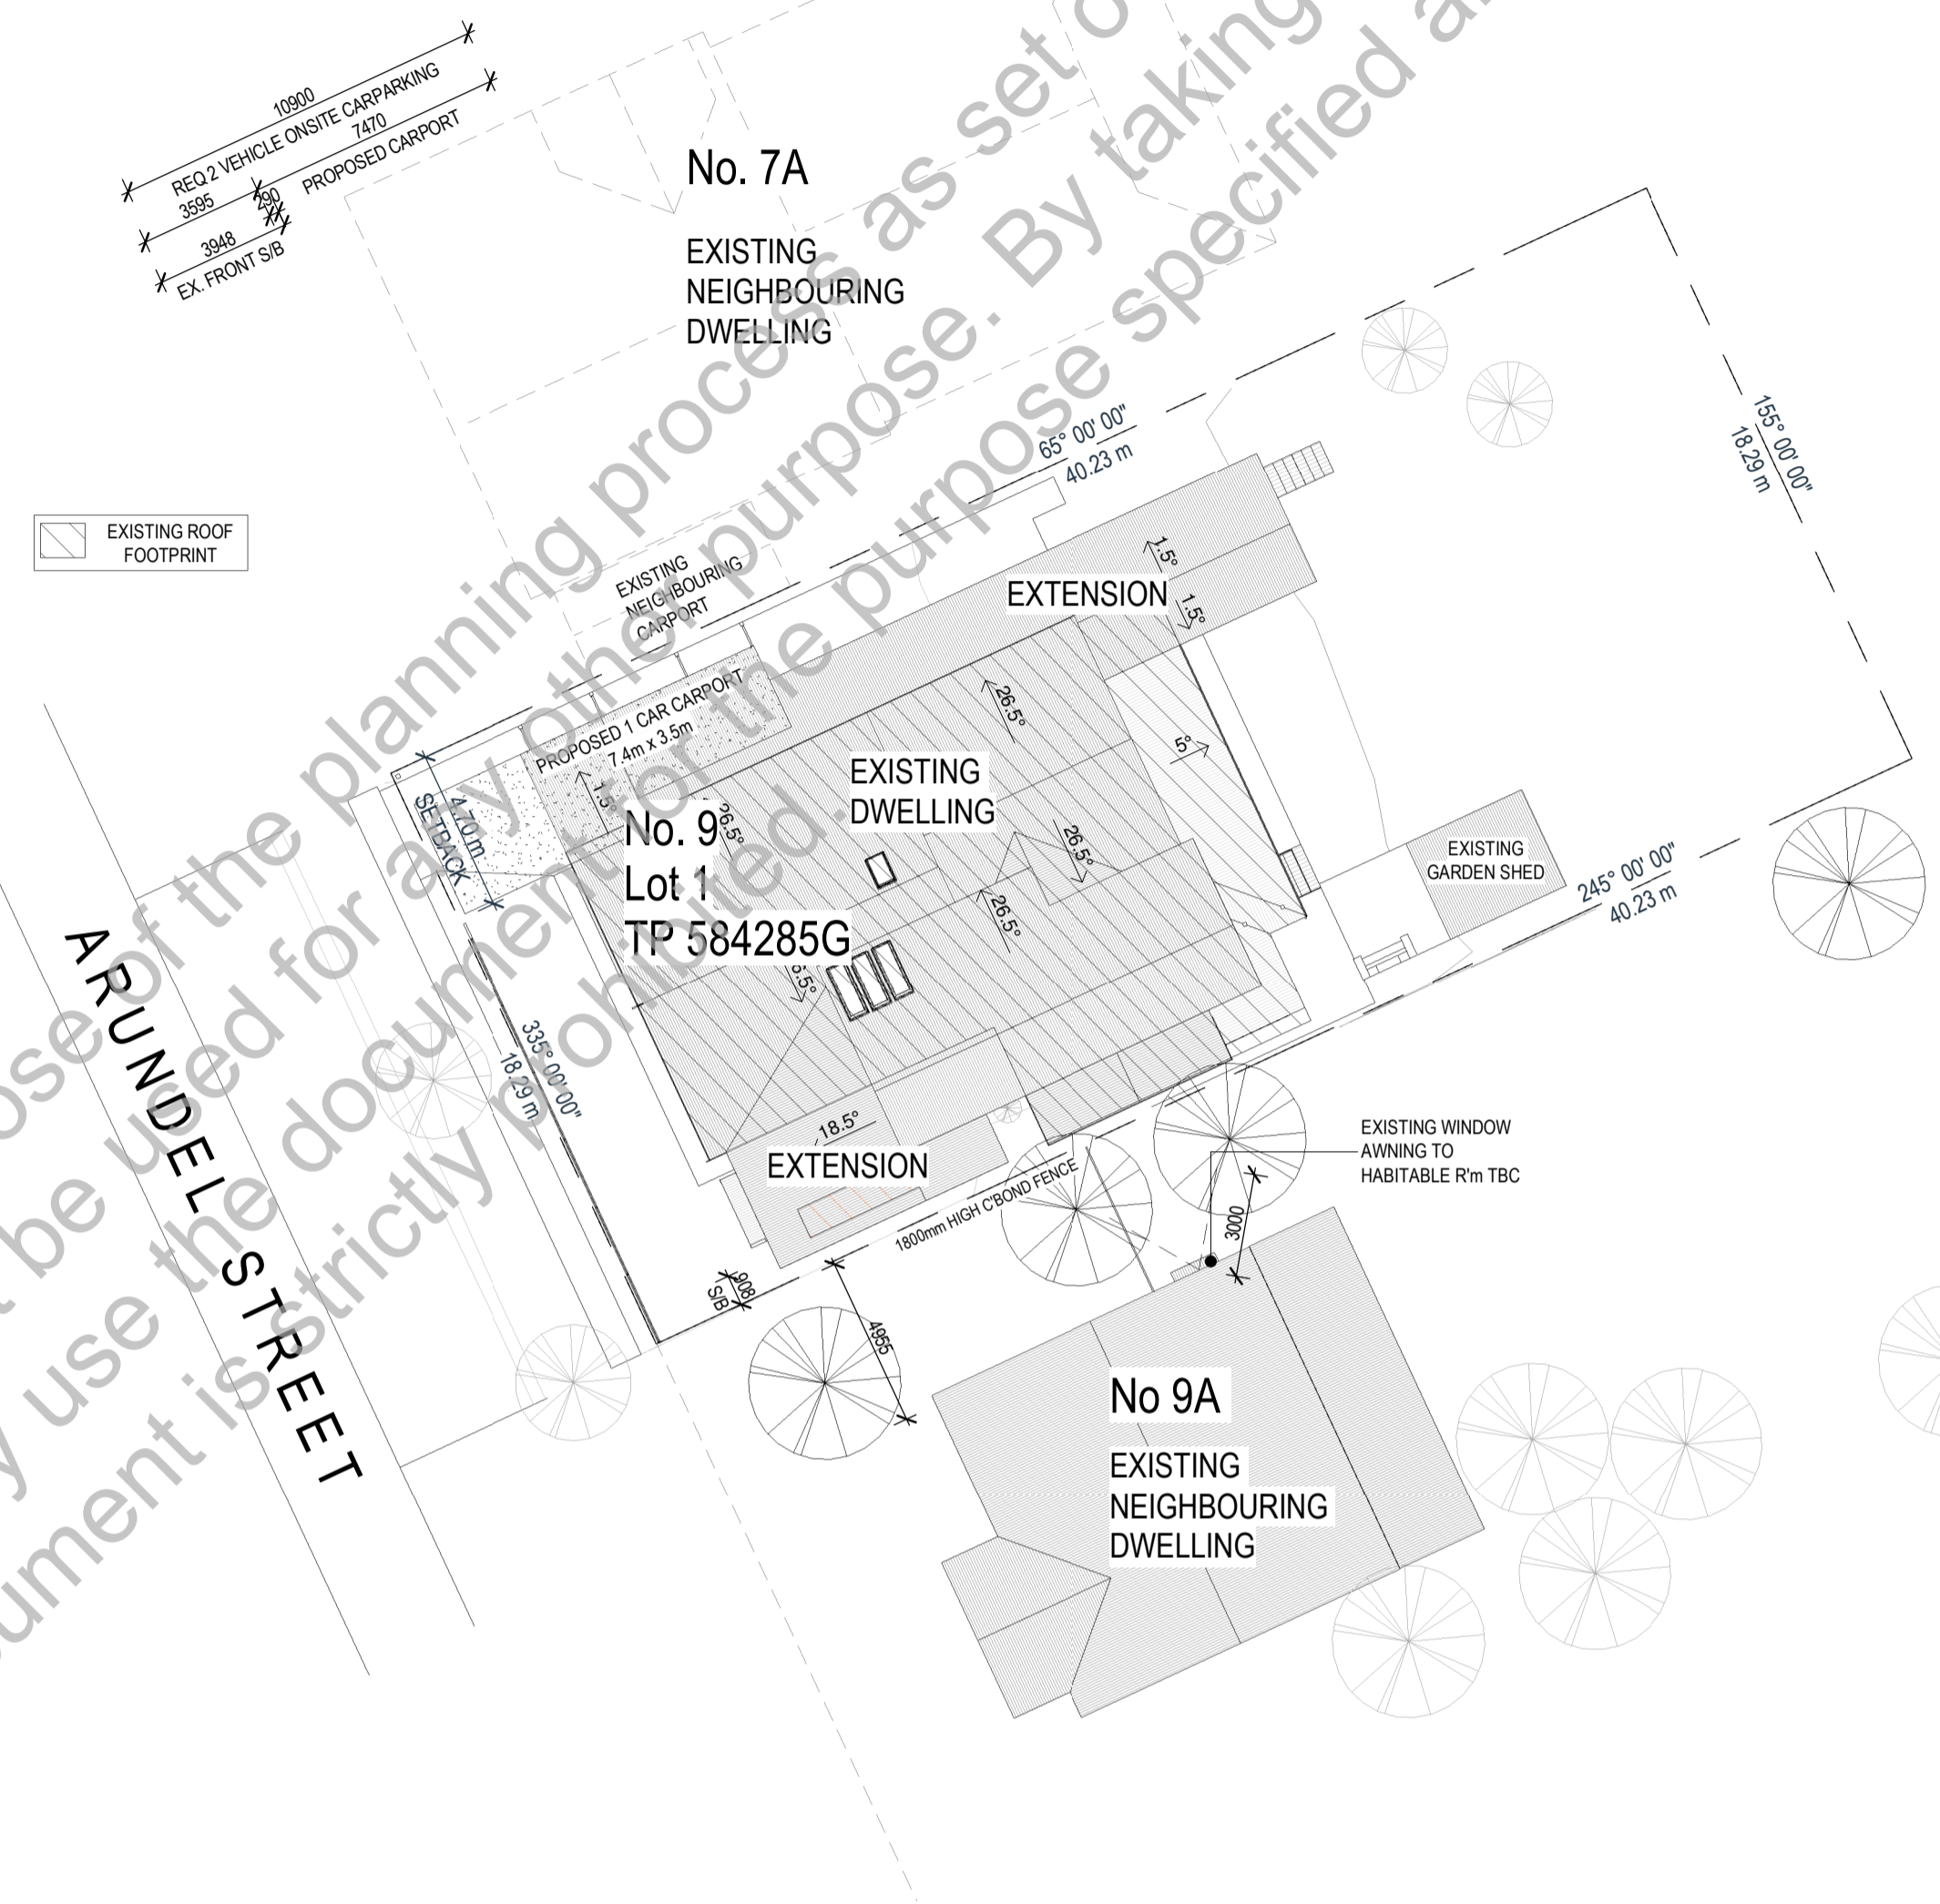 10900
REQ 2 VEHICLE ONSITE CARPARKING
7470
PROPOSED CARPORT
3595
290
3948
EX. FRONT S/B
No. 7A
EXISTING
NEIGHBOURING
DWELLING
EXISTING ROOF
FOOTPRINT
65° 00' 00"
40.23 m
155° 00' 00"
18.29 m
EXISTING
NEIGHBOURING
CARPORT
EXTENSION
1.5°
1.5°
PROPOSED 1 CAR CARPORT
7.4m x 3.5m
1.5°
4.70 m
SETBACK
26.5°
26.5°
5°
EXISTING
DWELLING
No. 9
Lot 1
TP 584285G
26.5°
26.5°
EXISTING
GARDEN SHED
245° 00' 00"
40.23 m
335° 00' 00"
18.29 m
ARUNDEL STREET
18.5°
EXTENSION
1800mm HIGH C'BOND FENCE
EXISTING WINDOW
AWNING TO
HABITABLE R'm TBC
3000
908
S/B
4955
No 9A
EXISTING
NEIGHBOURING
DWELLING
of the planning process as set
be used for any other purpose. By taking
use the document for the purpose specified
is strictly prohibited.